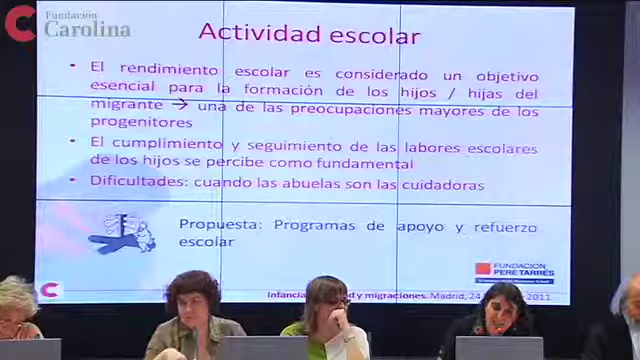 Fundación
Carolina
Actividad escolar
• El rendimiento escolar es considerado un objetivo
esencial para la formación de los hijos / hijas del
migrante → una de las preocupaciones mayores de los
progenitores
• El cumplimiento y seguimiento de las labores escolares
de los hijos se percibe como fundamental
• Dificultades: cuando las abuelas son las cuidadoras
Propuesta: Programas de apoyo y refuerzo
escolar
FUNDACIÓN
PERE TARRÉS
y migraciones. Madrid, 24
2011